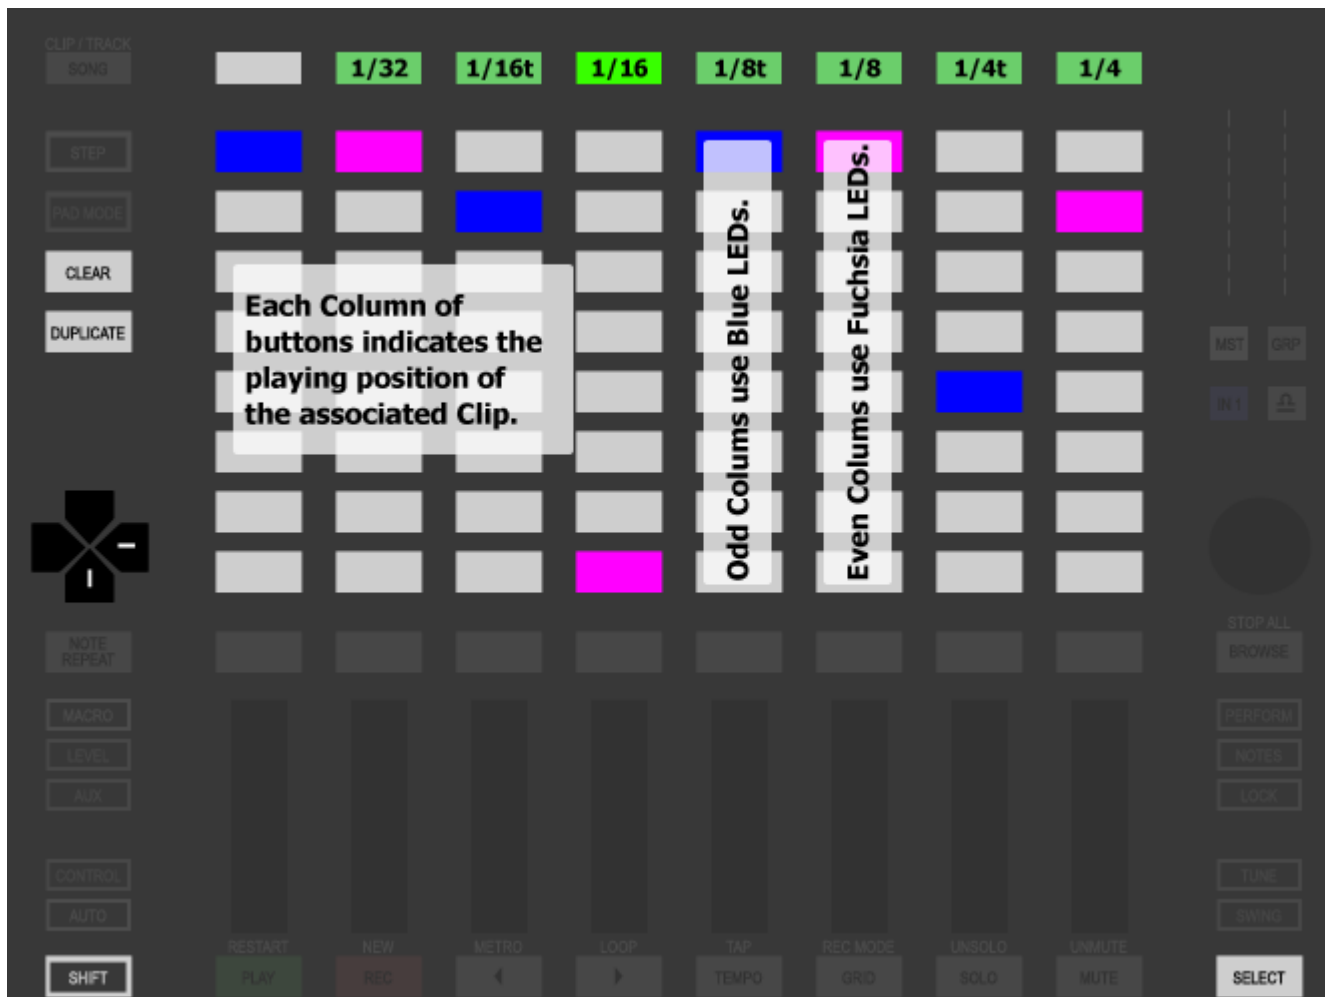 CLIP / TRACK
SONG
1/32
1/16t
1/16
1/8t
1/8
1/4t
1/4
STEP
PAD MODE
CLEAR
DUPLICATE
Each Column of
buttons indicates the
playing position of
the associated Clip.
Odd Colums use Blue LEDs.
Even Colums use Fuchsia LEDs.
MST
GRP
IN 1
NOTE
REPEAT
STOP ALL
BROWSE
MACRO
LEVEL
AUX
PERFORM
NOTES
LOCK
CONTROL
AUTO
TUNE
SWING
RESTART
NEW
METRO
LOOP
TAP
REC MODE
UNSOLO
UNMUTE
SHIFT
PLAY
REC
TEMPO
GRID
SOLO
MUTE
SELECT